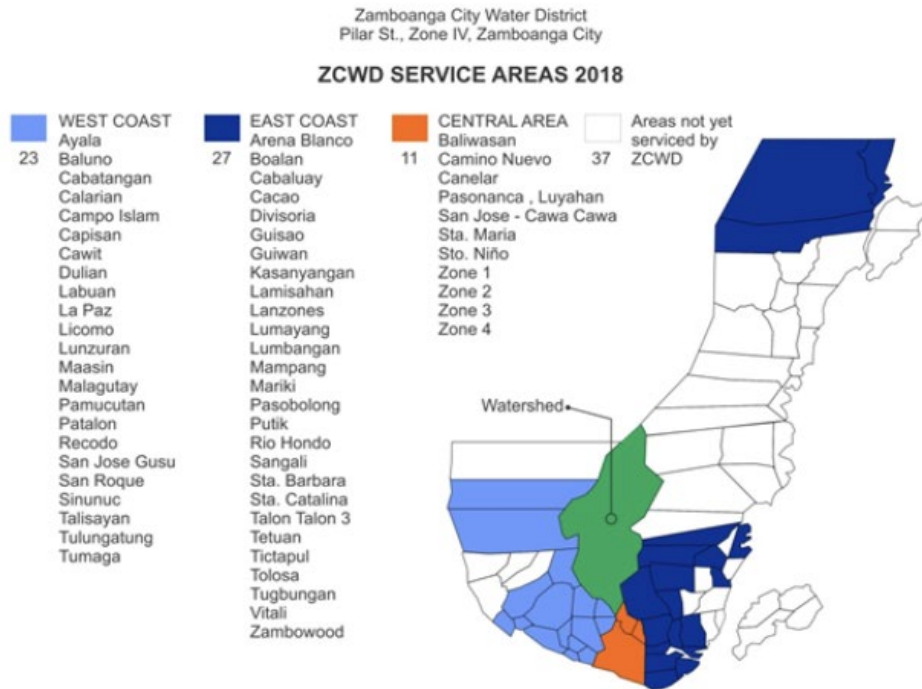 Zamboanga City Water District
Pilar St., Zone IV, Zamboanga City
ZCWD SERVICE AREAS 2018
WEST COAST
23
Ayala
Baluno
Cabatangan
Calarian
Campo Islam
Capisan
Cawit
Dulian
Labuan
La Paz
Licomo
Lunzuran
Maasin
Malagutay
Pamucutan
Patalon
Recodo
San Jose Gusu
San Roque
Sinunuc
Talisayan
Tulungatung
Tumaga
EAST COAST
27
Arena Blanco
Boalan
Cabaluay
Cacao
Divisoria
Guisao
Guiwan
Kasanyangan
Lamisahan
Lanzones
Lumayang
Lumbangan
Mampang
Mariki
Pasobolong
Putik
Rio Hondo
Sangali
Sta. Barbara
Sta. Catalina
Talon Talon 3
Tetuan
Tictapul
Tolosa
Tugbungan
Vitali
Zambowood
CENTRAL AREA
11
Baliwasan
Camino Nuevo
Canelar
Pasonanca , Luyahan
San Jose - Cawa Cawa
Sta. Maria
Sto. Niño
Zone 1
Zone 2
Zone 3
Zone 4
Areas not yet
serviced by
ZCWD
37
Watershed